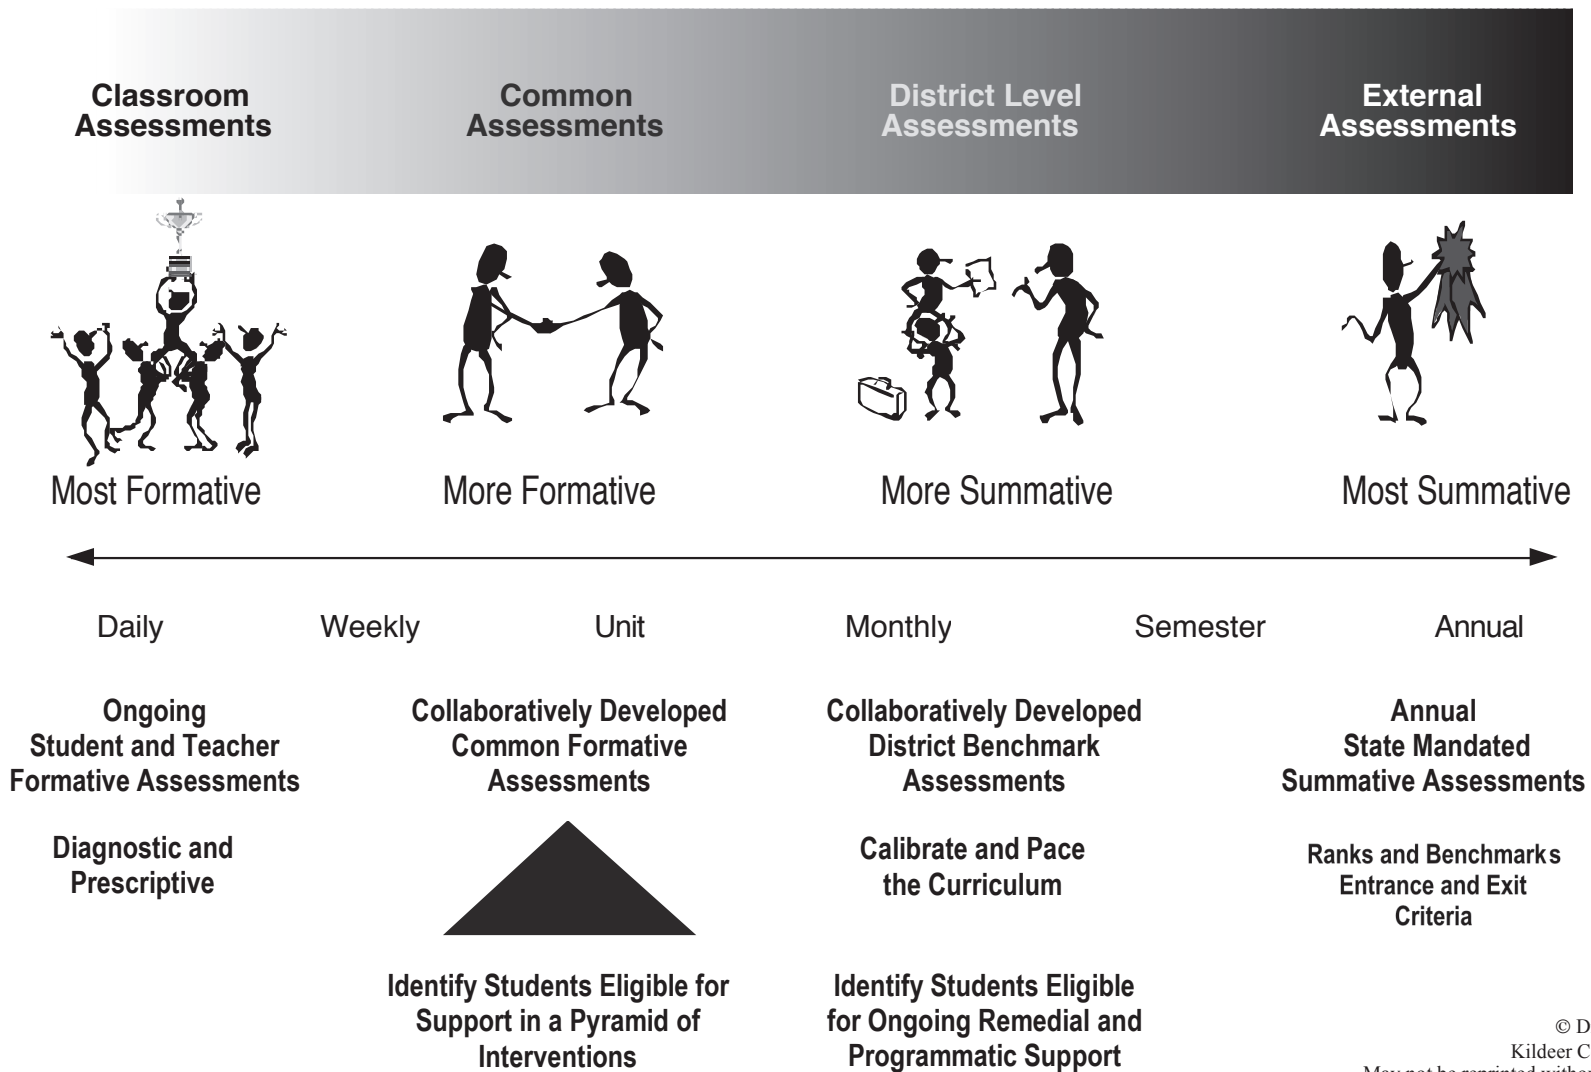 Classroom
Assessments
Common
Assessments
District Level
Assessments
External
Assessments
Most Formative
More Formative
More Summative
Most Summative
Daily
Weekly
Unit
Monthly
Semester
Annual
Ongoing
Student and Teacher
Formative Assessments
Diagnostic and
Prescriptive
Collaboratively Developed
Common Formative
Assessments
Identify Students Eligible for
Support in a Pyramid of
Interventions
Collaboratively Developed
District Benchmark
Assessments
Calibrate and Pace
the Curriculum
Identify Students Eligible
for Ongoing Remedial and
Programmatic Support
Annual
State Mandated
Summative Assessments
Ranks and Benchmarks
Entrance and Exit
Criteria
© D
Kildeer C
May not be reprinted